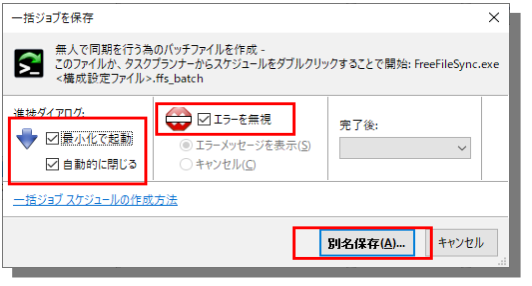 一括ジョブを保存
無人で同期を行う為のバッチファイルを作成 -
このファイルか、タスクプランナーからスケジュールをダブルクリックすることで開始: FreeFileSync.exe
<構成設定ファイル>.ffs_batch
進捗ダイアログ:
最小化で起動
自動的に閉じる
エラーを無視
エラーメッセージを表示(S)
キャンセル(C)
完了後:
一括ジョブ スケジュールの作成方法
別名保存(A)...
キャンセル